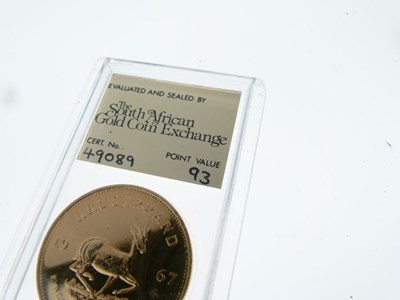 EVALUATED AND SEALED BY
The
South African
Gold Coin Exchange
CERT. No. POINT VALUE
49089 93
KRUGERRAND
67